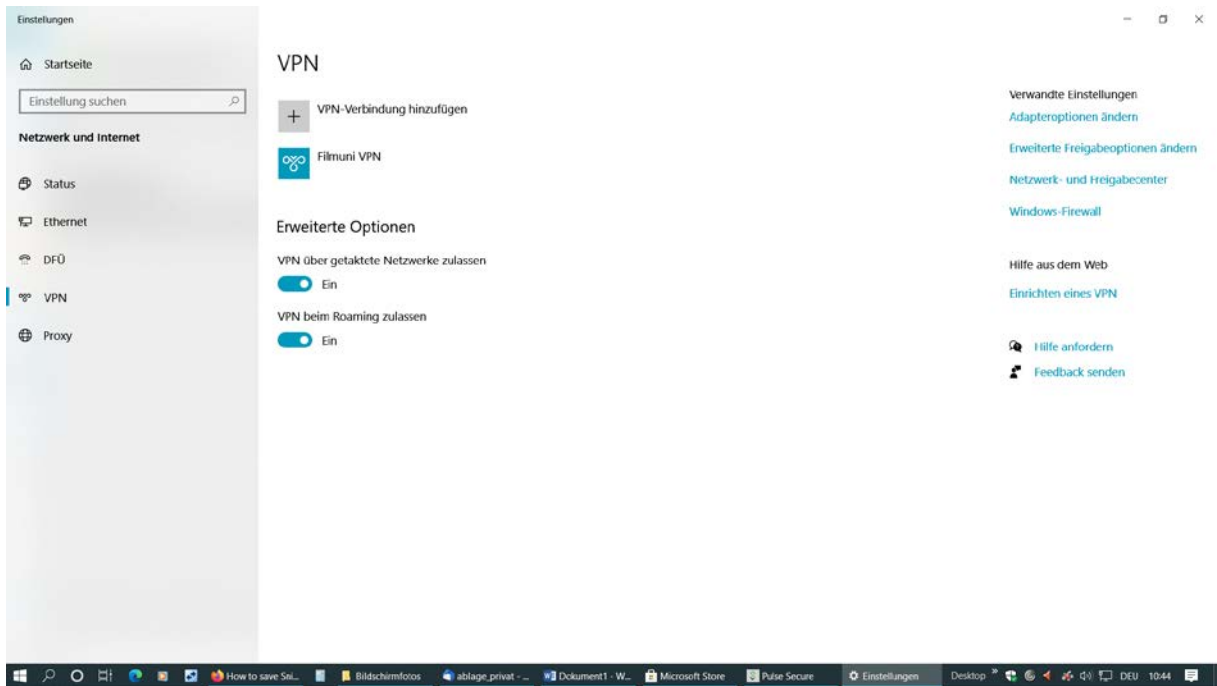 Einstellungen
Startseite
Einstellung suchen
Netzwerk und Internet
Status
Ethernet
DFÜ
VPN
Proxy
VPN
VPN-Verbindung hinzufügen
Filmuni VPN
Erweiterte Optionen
VPN über getaktete Netzwerke zulassen
Ein
VPN beim Roaming zulassen
Ein
Verwandte Einstellungen
Adapteroptionen ändern
Erweiterte Freigabeoptionen ändern
Netzwerk- und Freigabecenter
Windows-Firewall
Hilfe aus dem Web
Einrichten eines VPN
Hilfe anfordern
Feedback senden
How to save Sni... Bildschirmfotos ablage_privat - ... Dokument1 - W... Microsoft Store Pulse Secure Einstellungen Desktop » DEU 10:44